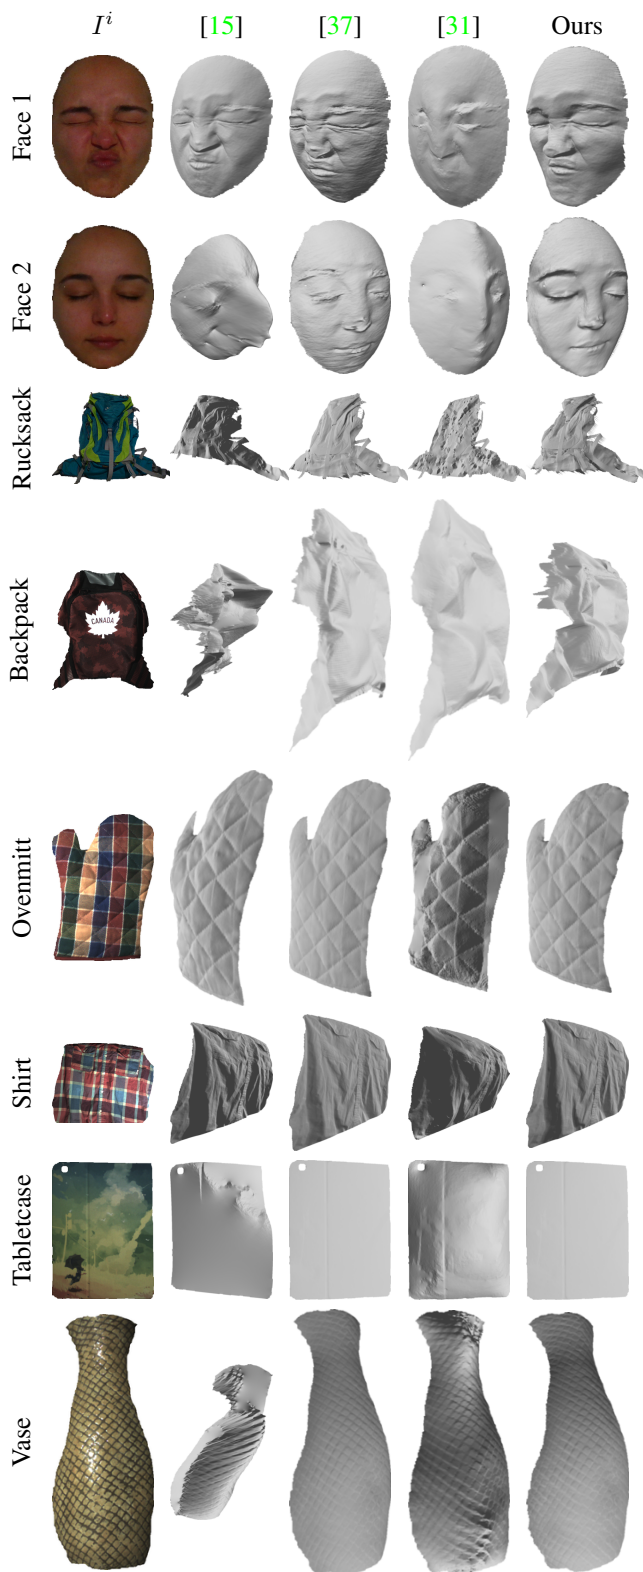 I^i [15] [37] [31] Ours
Face 1
Face 2
Rucksack
Backpack
CANADA
Ovenmitt
Shirt
Tabletcase
Vase